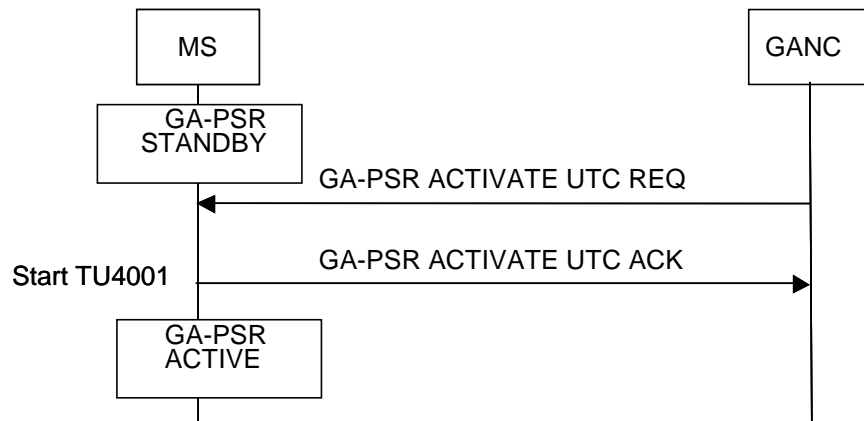 MS
GANC
GA-PSR
STANDBY
GA-PSR ACTIVATE UTC REQ
Start TU4001
GA-PSR ACTIVATE UTC ACK
GA-PSR
ACTIVE